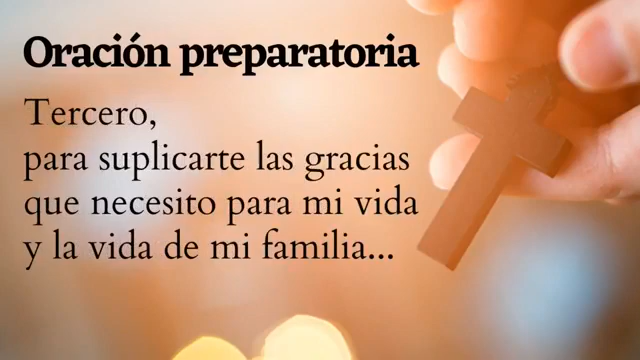 Oración preparatoria
Tercero,
para suplicarte las gracias
que necesito para mi vida
y la vida de mi familia...